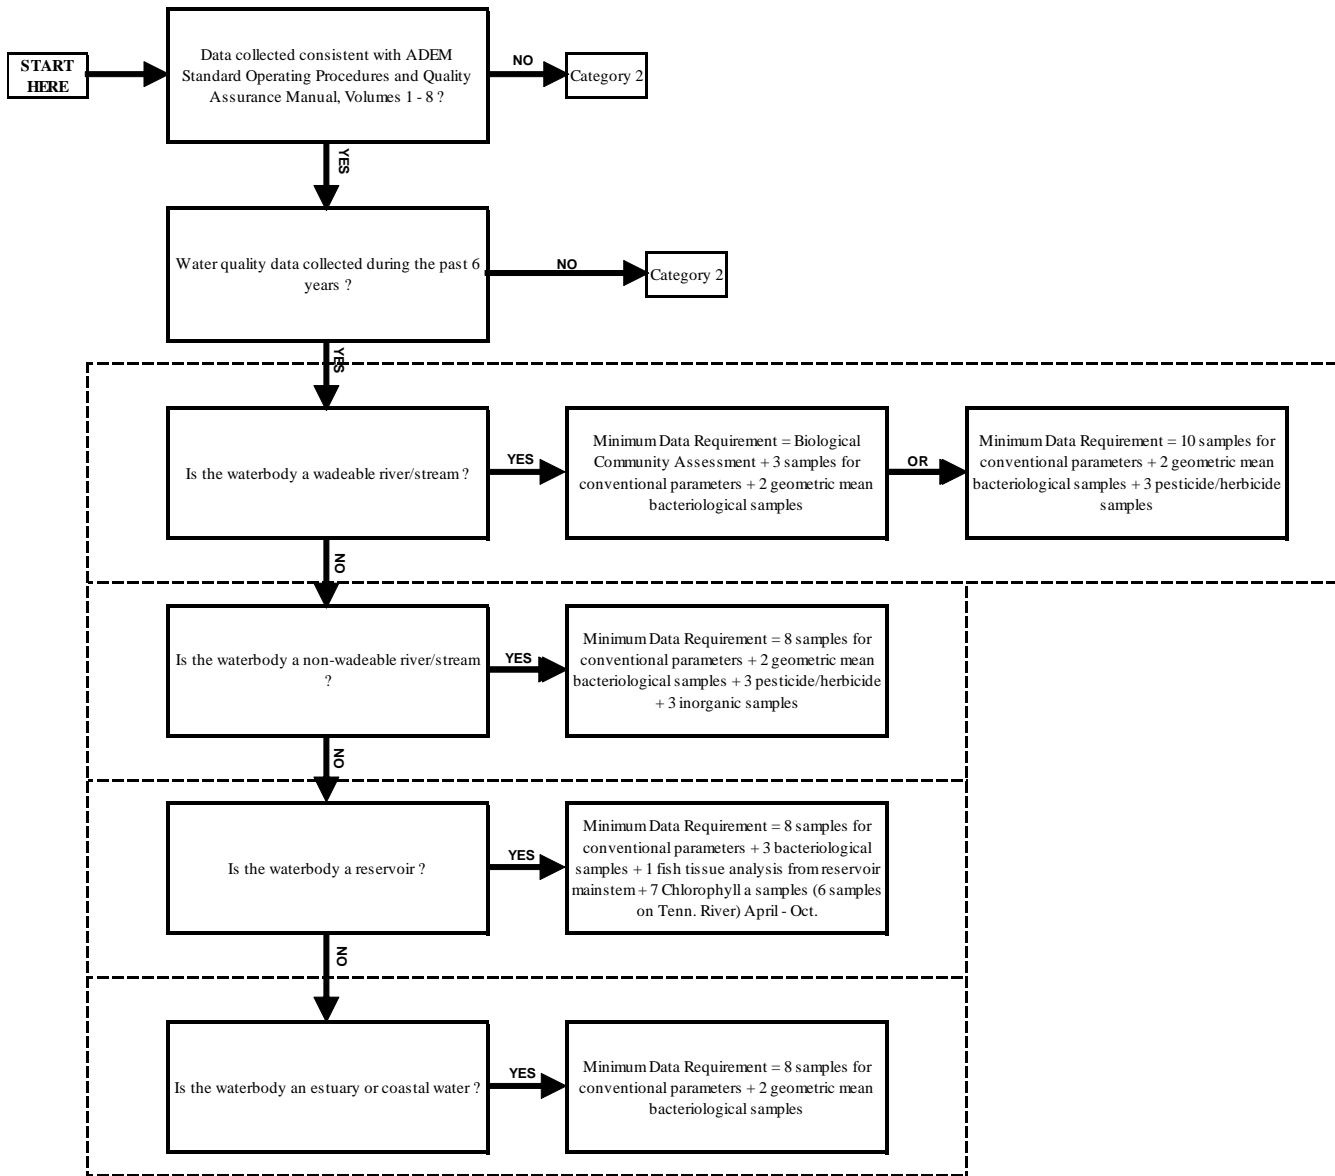 START
HERE
Data collected consistent with ADEM
Standard Operating Procedures and Quality
Assurance Manual, Volumes 1 - 8 ?
NO
Category 2
YES
Water quality data collected during the past 6
years ?
NO
Category 2
YES
Is the waterbody a wadeable river/stream ?
YES
Minimum Data Requirement = Biological
Community Assessment + 3 samples for
conventional parameters + 2 geometric mean
bacteriological samples
OR
Minimum Data Requirement = 10 samples for
conventional parameters + 2 geometric mean
bacteriological samples + 3 pesticide/herbicide
samples
NO
Is the waterbody a non-wadeable river/stream
?
YES
Minimum Data Requirement = 8 samples for
conventional parameters + 2 geometric mean
bacteriological samples + 3 pesticide/herbicide
+ 3 inorganic samples
NO
Is the waterbody a reservoir ?
YES
Minimum Data Requirement = 8 samples for
conventional parameters + 3 bacteriological
samples + 1 fish tissue analysis from reservoir
mainstem + 7 Chlorophyll a samples (6 samples
on Tenn. River) April - Oct.
NO
Is the waterbody an estuary or coastal water ?
YES
Minimum Data Requirement = 8 samples for
conventional parameters + 2 geometric mean
bacteriological samples